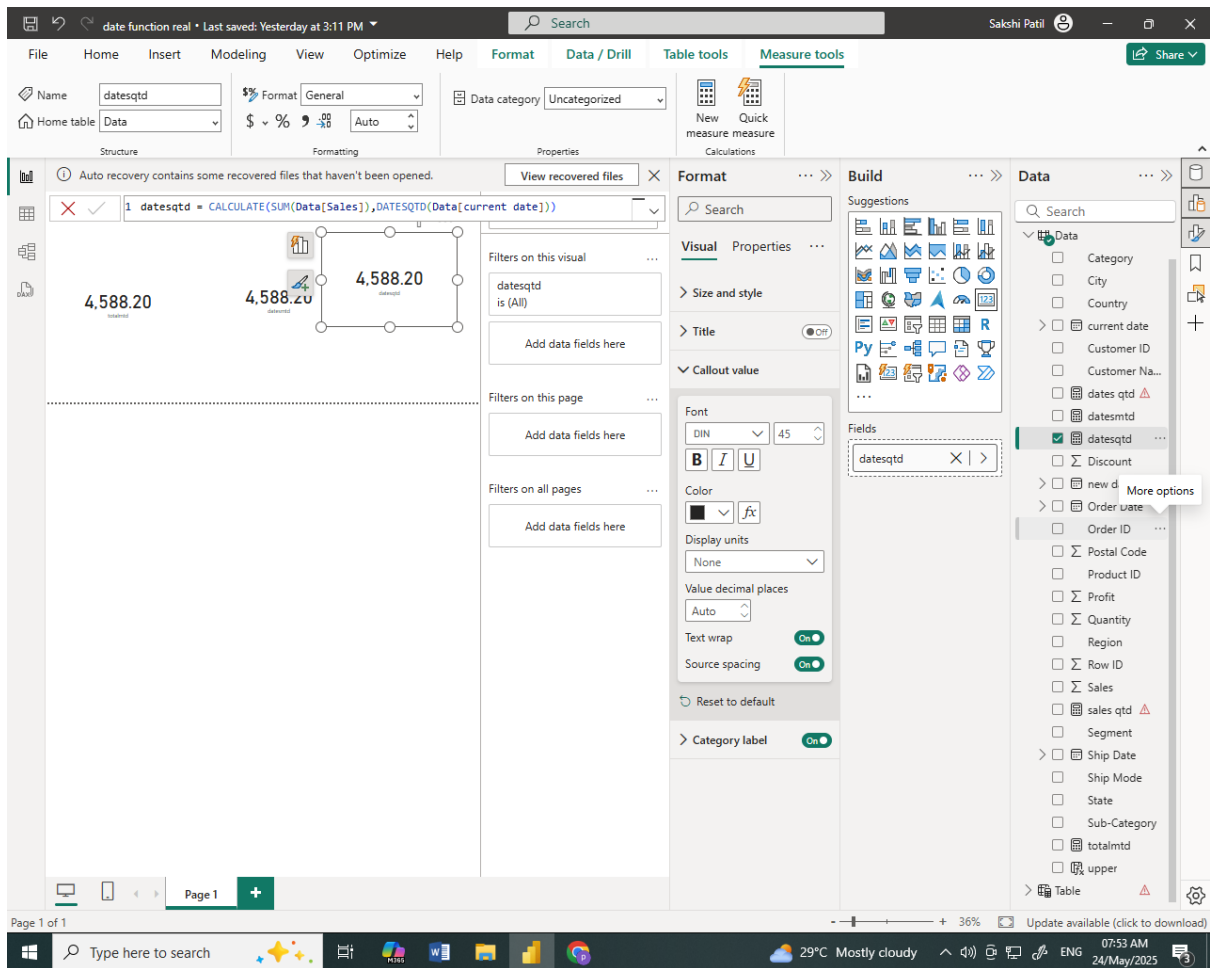 date function real • Last saved: Yesterday at 3:11 PM
Search
Sakshi Patil
File Home Insert Modeling View Optimize Help Format Data / Drill Table tools Measure tools
Share
Name datesqtd
Format General
Data category Uncategorized
New measure
Quick measure
Home table Data
$ % Auto
Structure
Formatting
Properties
Calculations
Auto recovery contains some recovered files that haven't been opened.
View recovered files
1 datesqtd = CALCULATE(SUM(Data[Sales]),DATESQTD(Data[current date]))
4,588.20
totalmtd
4,588.20
datesmtd
4,588.20
datesqtd
Filters on this visual
datesqtd
is (All)
Add data fields here
Filters on this page
Add data fields here
Filters on all pages
Add data fields here
Format
Search
Visual Properties
Size and style
Title Off
Callout value
Font
DIN 45
B I U
Color
fx
Display units
None
Value decimal places
Auto
Text wrap On
Source spacing On
Reset to default
Category label On
Build
Suggestions
123
R
Py
123
Fields
datesqtd
Data
Search
Data
Category
City
Country
current date
Customer ID
Customer Na...
dates qtd
datesmtd
datesqtd
Discount
new d
More options
Order Date
Order ID
Postal Code
Product ID
Profit
Quantity
Region
Row ID
Sales
sales qtd
Segment
Ship Date
Ship Mode
State
Sub-Category
totalmtd
upper
Table
DAX
Page 1
Page 1 of 1
36%
Update available (click to download)
Type here to search
M365
29°C Mostly cloudy
ENG
07:53 AM
24/May/2025
3